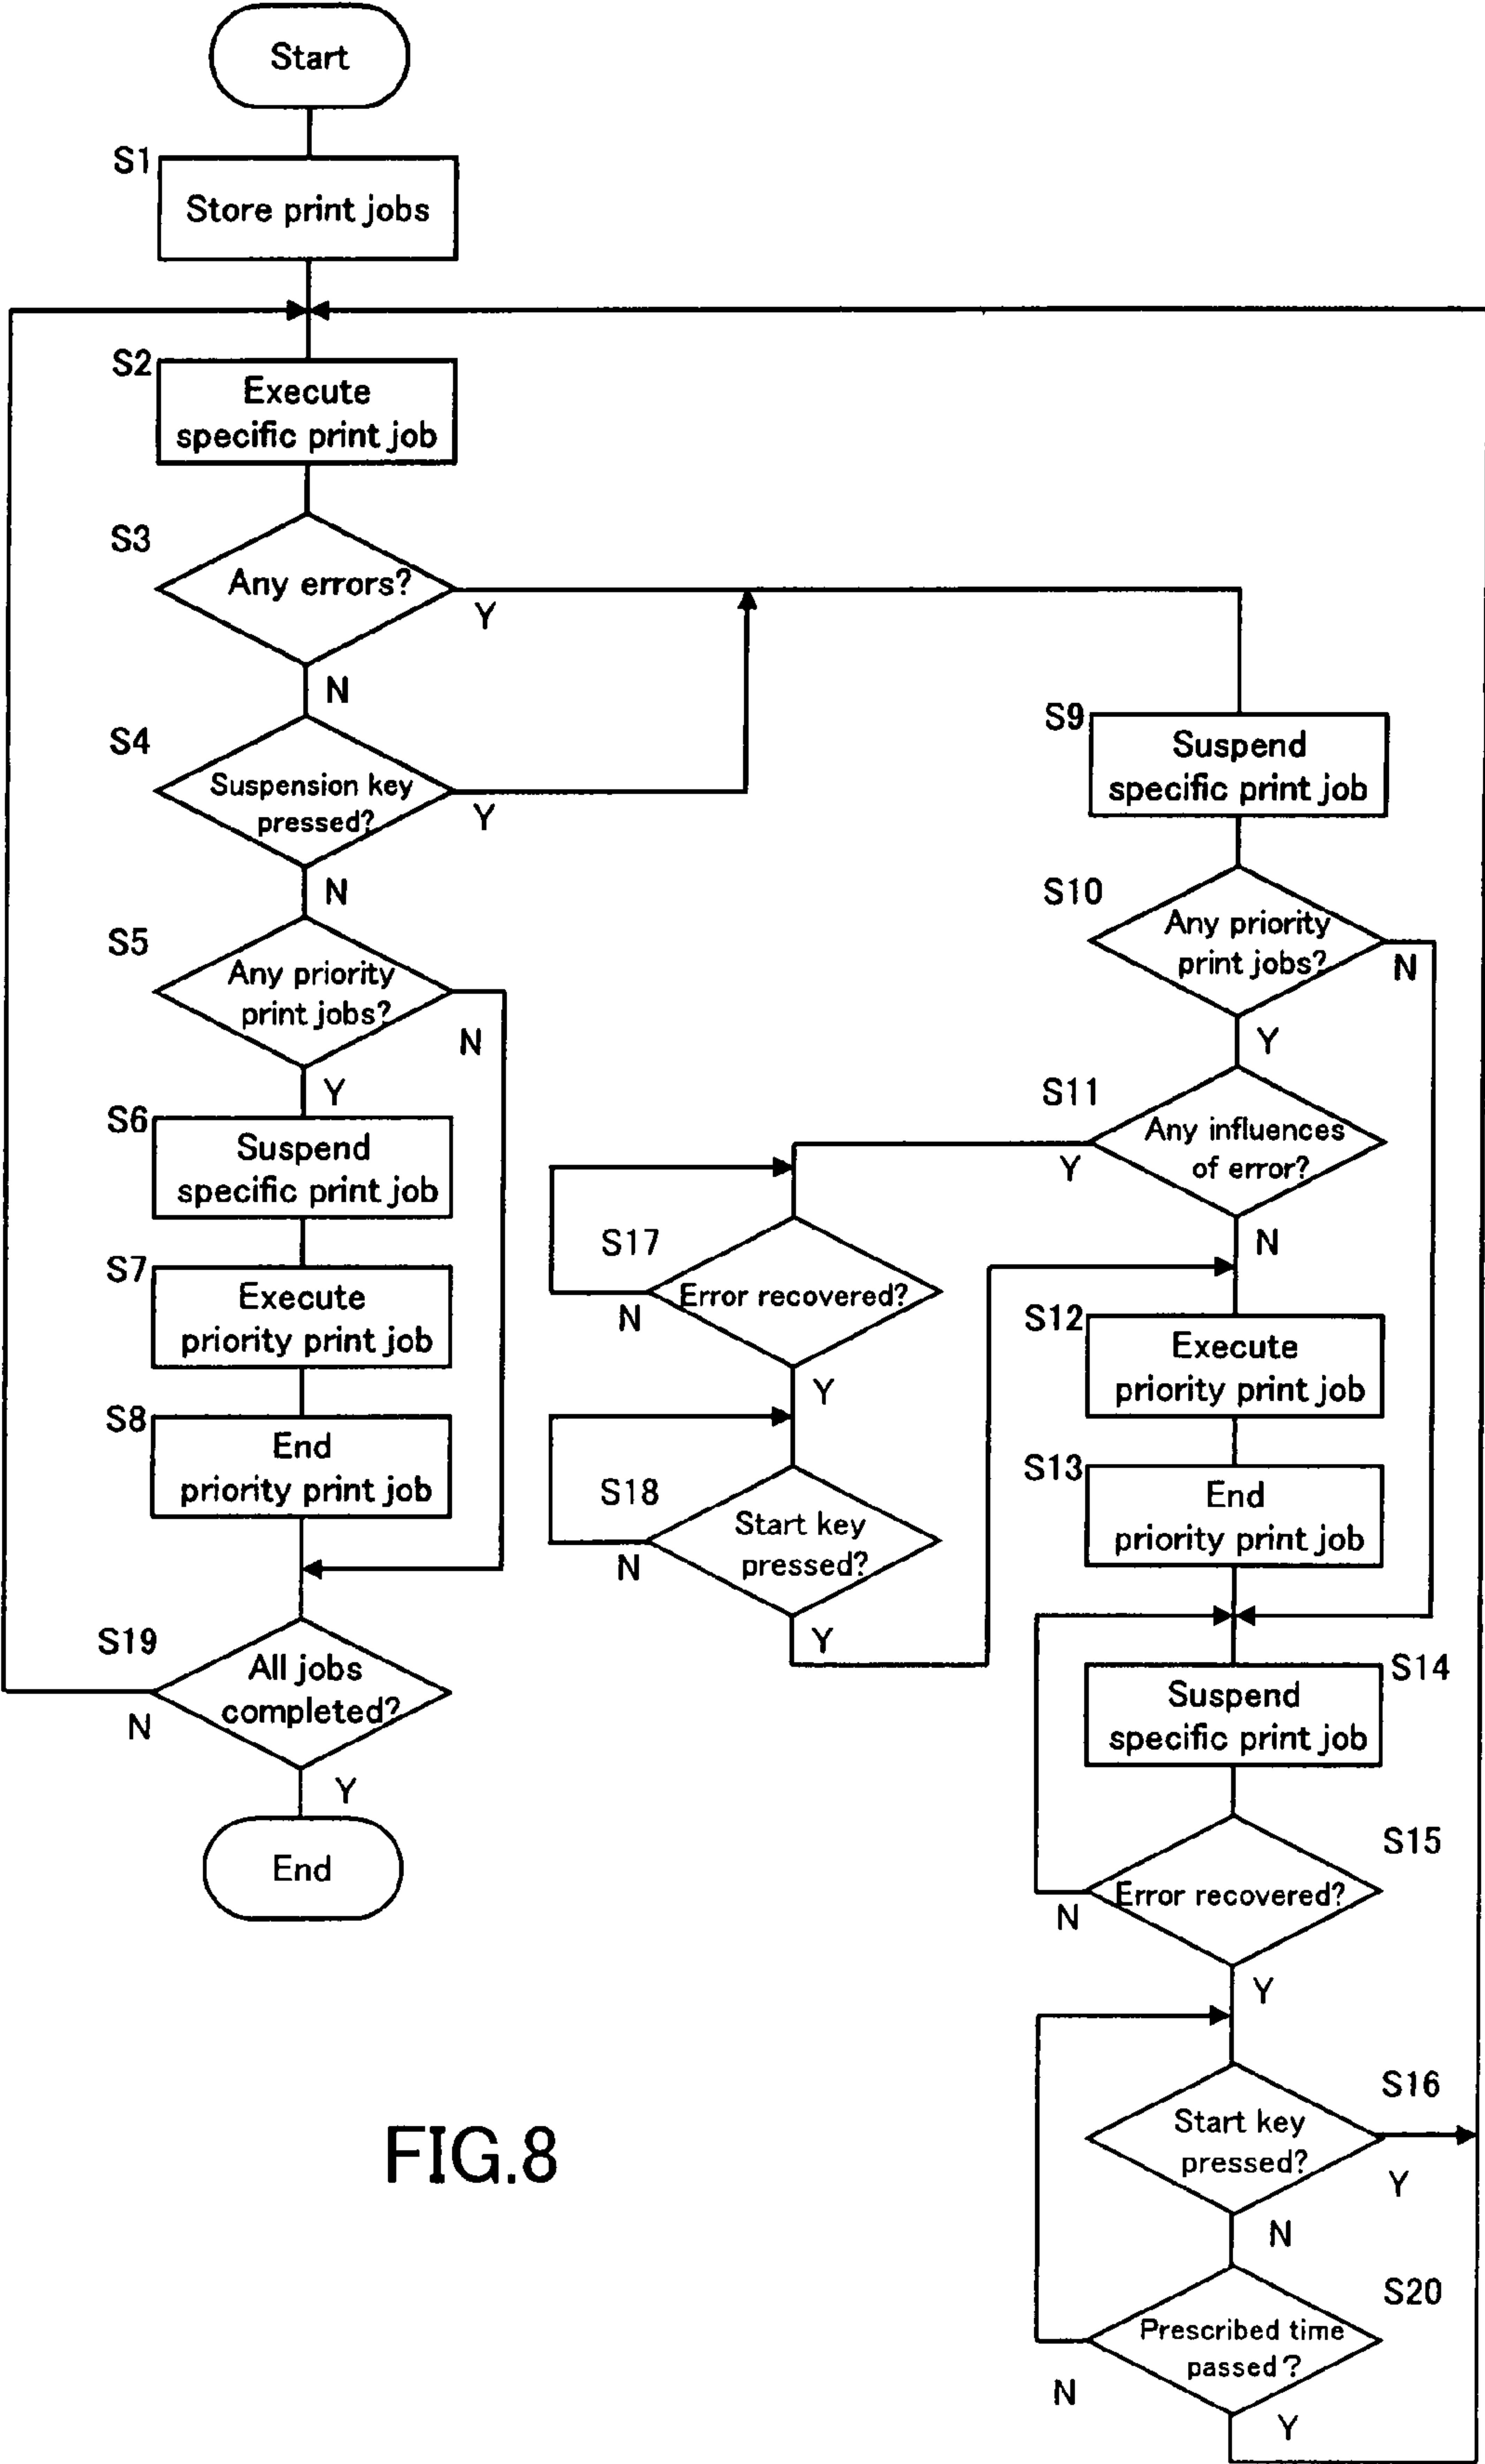 Start
S1
Store print jobs
S2
Execute
specific print job
S3
Any errors?
Y
N
S4
Suspension key
pressed?
Y
N
S5
Any priority
print jobs?
N
Y
S6
Suspend
specific print job
S7
Execute
priority print job
S8
End
priority print job
S19
All jobs
completed?
N
Y
End
S9
Suspend
specific print job
S10
Any priority
print jobs?
N
Y
S11
Any influences
of error?
Y
N
S17
Error recovered?
N
Y
S18
Start key
pressed?
N
Y
S12
Execute
priority print job
S13
End
priority print job
S14
Suspend
specific print job
S15
Error recovered?
N
Y
S16
Start key
pressed?
Y
N
S20
Prescribed time
passed?
N
Y
FIG.8